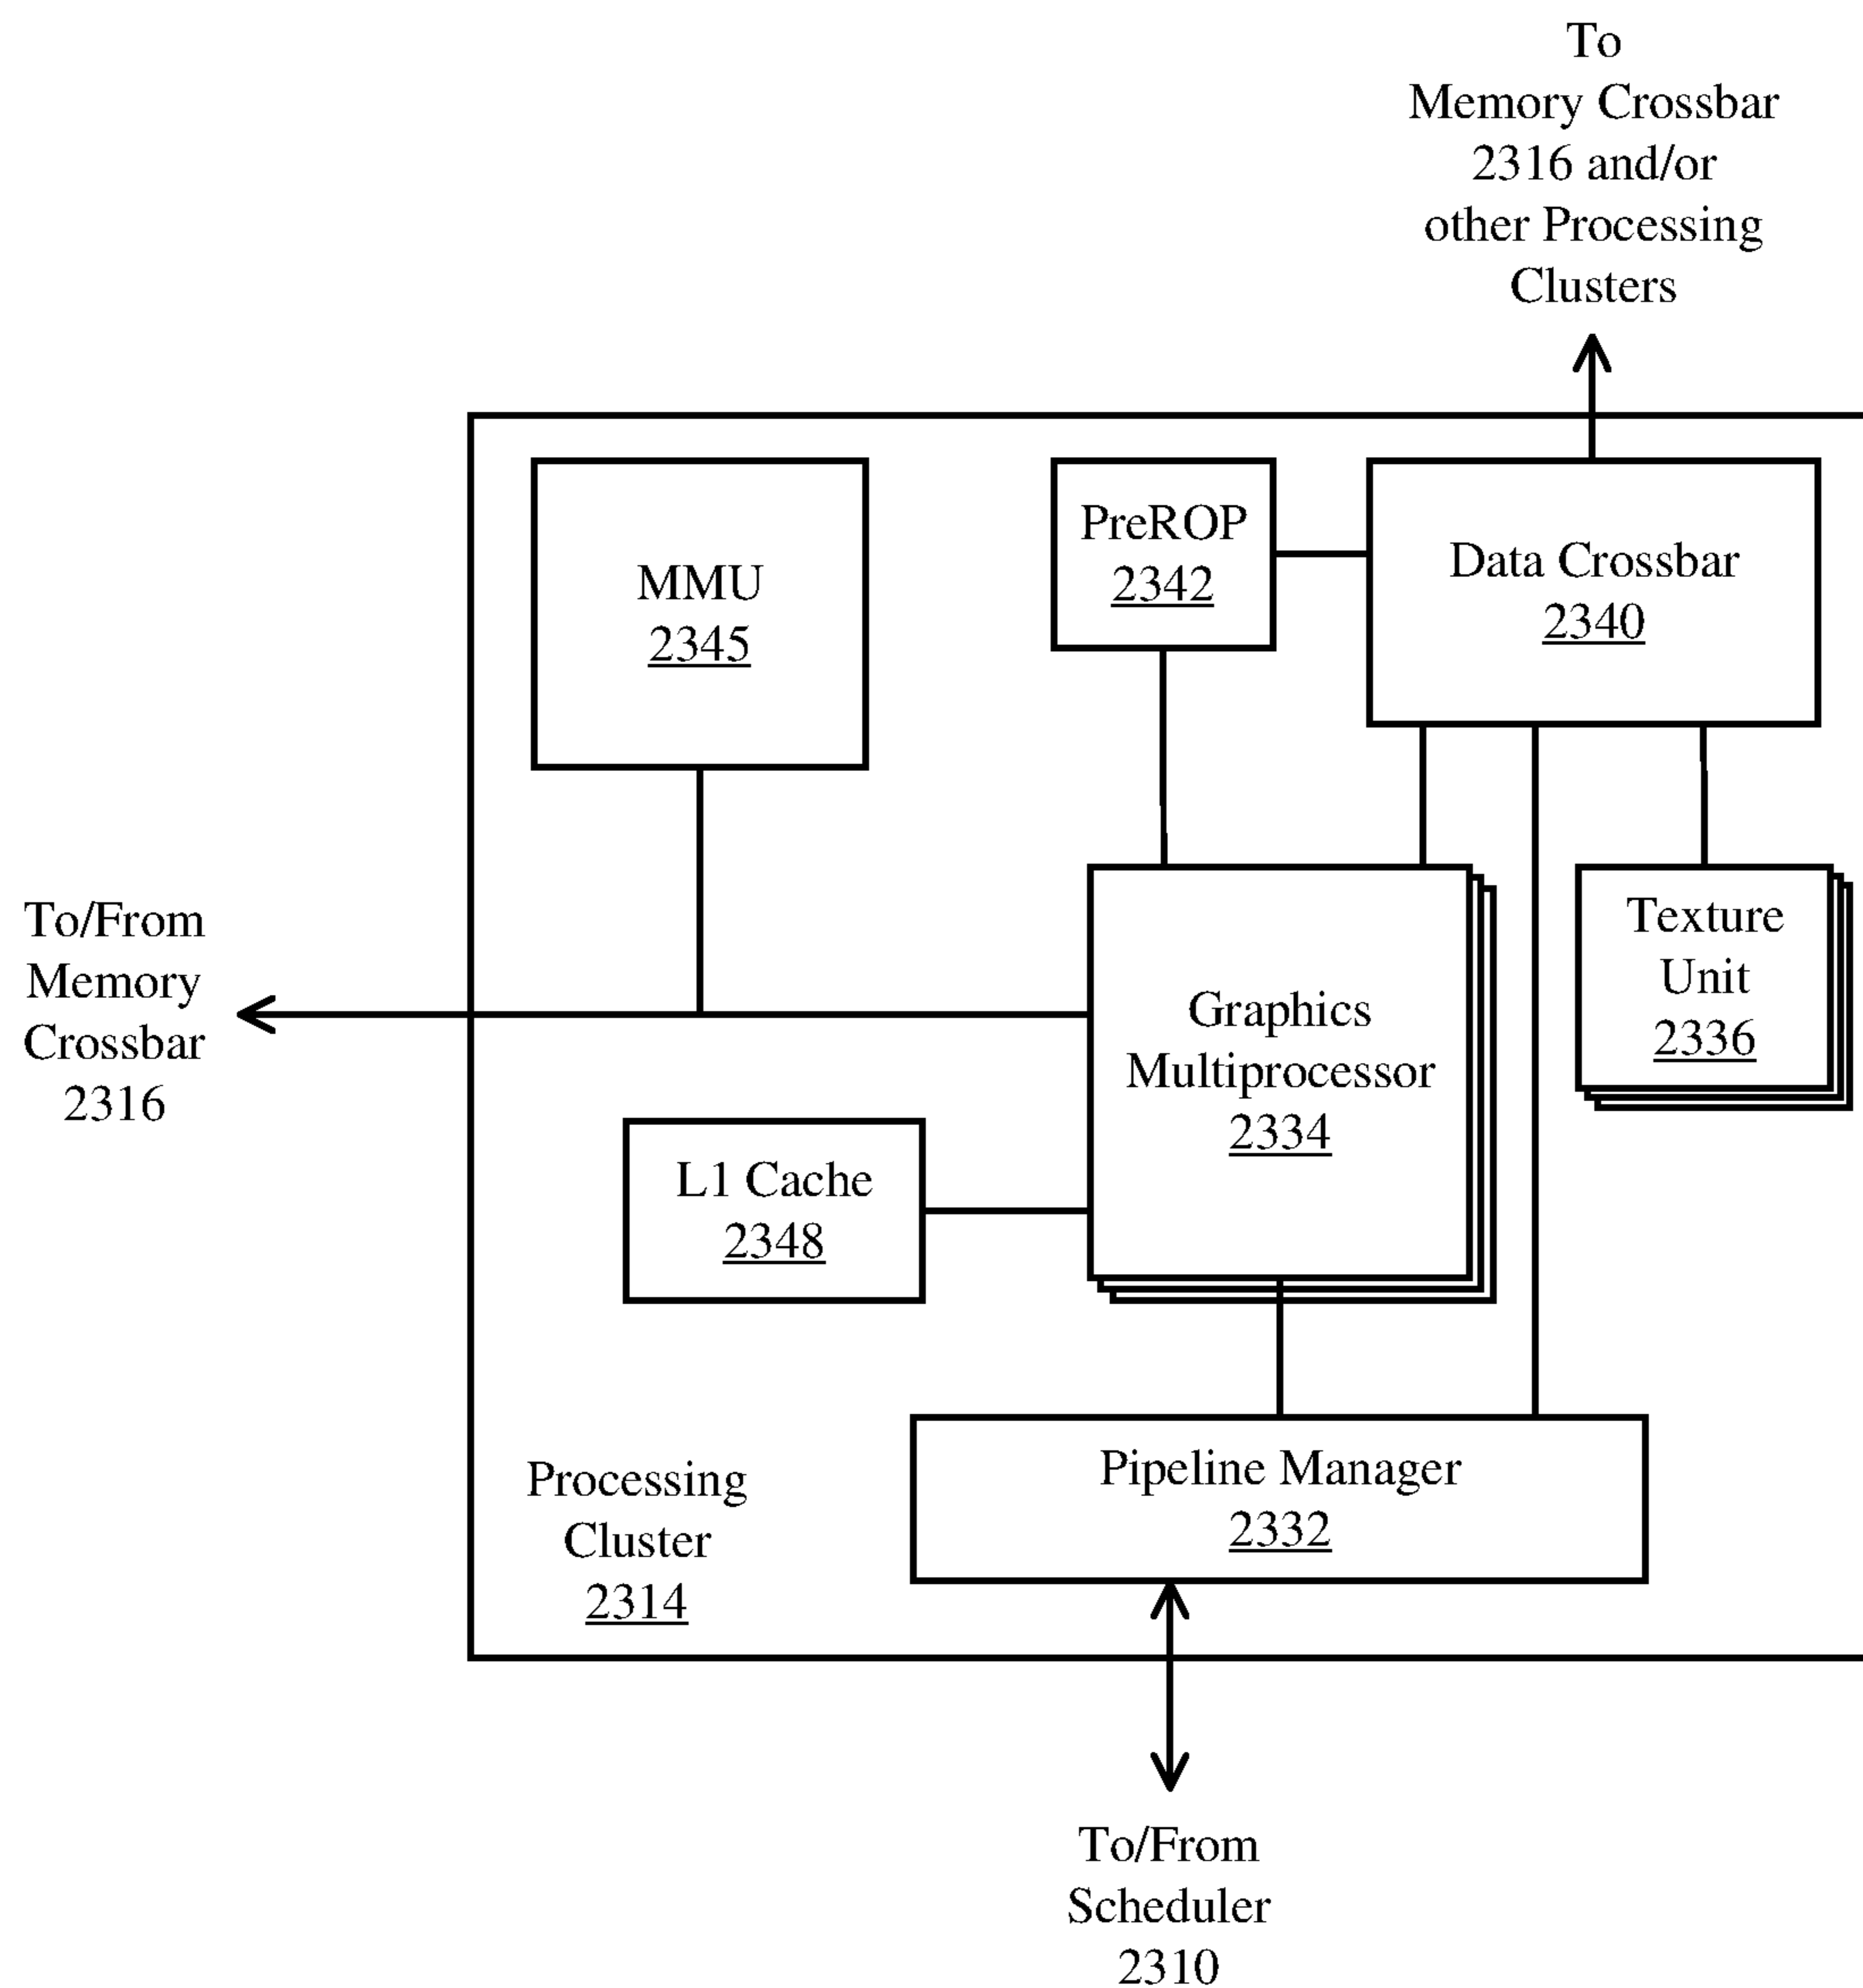 To
Memory Crossbar
2316 and/or
other Processing
Clusters
MMU
2345
PreROP
2342
Data Crossbar
2340
To/From
Memory
Crossbar
2316
Graphics
Multiprocessor
2334
Texture
Unit
2336
L1 Cache
2348
Pipeline Manager
2332
Processing
Cluster
2314
To/From
Scheduler
2310